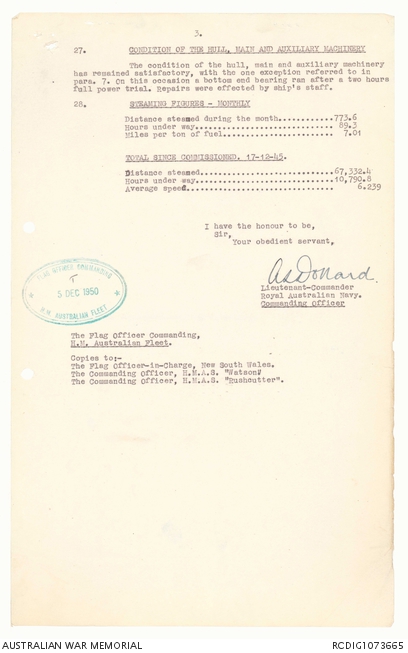 3.
27. CONDITION OF THE HULL, MAIN AND AUXILIARY MACHINERY
The condition of the hull, main and auxiliary machinery
has remained satisfactory, with the one exception referred to in
para. 7. On this occasion a bottom end bearing ran after a two hours
full power trial. Repairs were effected by ship's staff.
28. STEAMING FIGURES - MONTHLY
Distance steamed during the month...........773.6
Hours under way............................. 89.3
Miles per ton of fuel....................... 7.01
TOTAL SINCE COMMISSIONED. 17-12-45.
Distance steamed...........................67,332.4
Hours under way............................10,790.8
Average speed.............................. 6.239
I have the honour to be,
Sir,
Your obedient servant,
Lieutenant-Commander
Royal Australian Navy.
Commanding Officer
FLAG OFFICER COMMANDING
5 DEC 1950
H.M. AUSTRALIAN FLEET
The Flag Officer Commanding,
H.M. Australian Fleet.
Copies to:-
The Flag Officer-in-Charge, New South Wales.
The Commanding Officer, H.M.A.S. "Watson"
The Commanding Officer, H.M.A.S. "Rushcutter".
AUSTRALIAN WAR MEMORIAL
RCDIG1073665